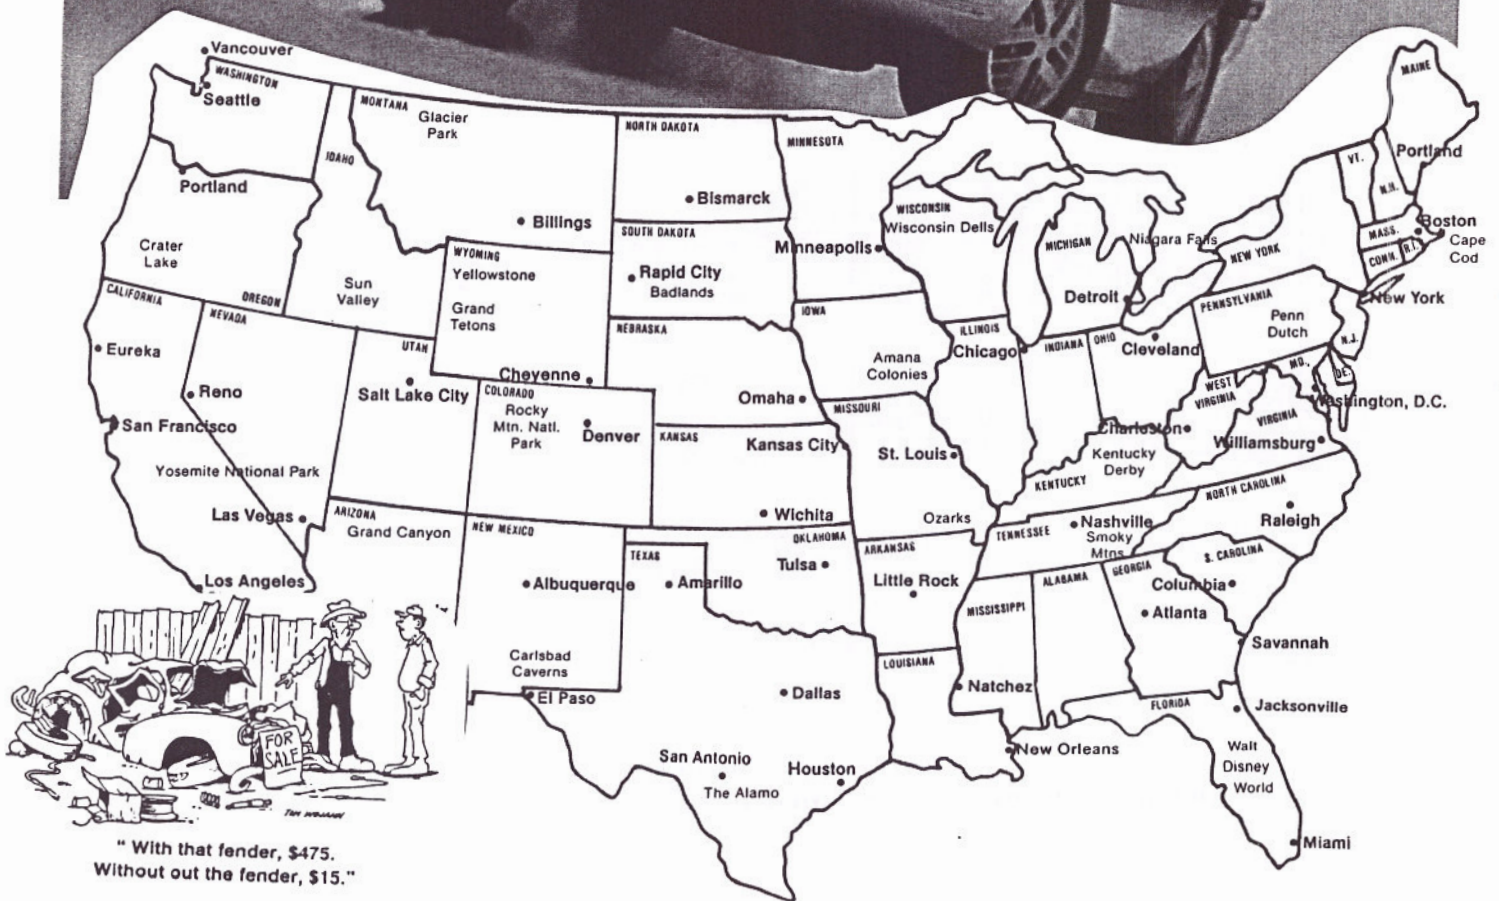 Vancouver
WASHINGTON
Seattle
MONTANA
Glacier
Park
IDAHO
NORTH DAKOTA
MINNESOTA
MAINE
Portland
VT.
N.H.
Portland
Billings
Bismarck
WISCONSIN
Wisconsin Dells
MICHIGAN
Niagara Falls
NEW YORK
MASS.
Boston
CONN.
R.I.
Cape
Cod
Crater
Lake
WYOMING
Yellowstone
SOUTH DAKOTA
Minneapolis
Rapid City
Badlands
Sun
Valley
Grand
Tetons
Detroit
New York
CALIFORNIA
OREGON
NEVADA
NEBRASKA
IOWA
PENNSYLVANIA
Penn
Dutch
N.J.
ILLINOIS
Chicago
INDIANA
OHIO
Cleveland
Eureka
UTAH
Amana
Colonies
MD.
DE.
Cheyenne
Reno
Salt Lake City
COLORADO
Rocky
Mtn. Natl.
Park
Denver
Omaha
MISSOURI
WEST
VIRGINIA
Washington, D.C.
San Francisco
KANSAS
Kansas City
St. Louis
Charleston
VIRGINIA
Williamsburg
Kentucky
Derby
KENTUCKY
Yosemite National Park
Las Vegas
ARIZONA
Grand Canyon
NEW MEXICO
Wichita
Ozarks
NORTH CAROLINA
Raleigh
OKLAHOMA
TENNESSEE
Nashville
Smoky
Mtns.
TEXAS
Tulsa
ARKANSAS
Little Rock
S. CAROLINA
Columbia
Los Angeles
Albuquerque
Amarillo
MISSISSIPPI
ALABAMA
GEORGIA
Atlanta
Savannah
Carlsbad
Caverns
El Paso
Dallas
LOUISIANA
Natchez
FLORIDA
Jacksonville
San Antonio
The Alamo
Houston
New Orleans
Walt
Disney
World
Miami
FOR
SALE
" With that fender, $475.
Without out the fender, $15."